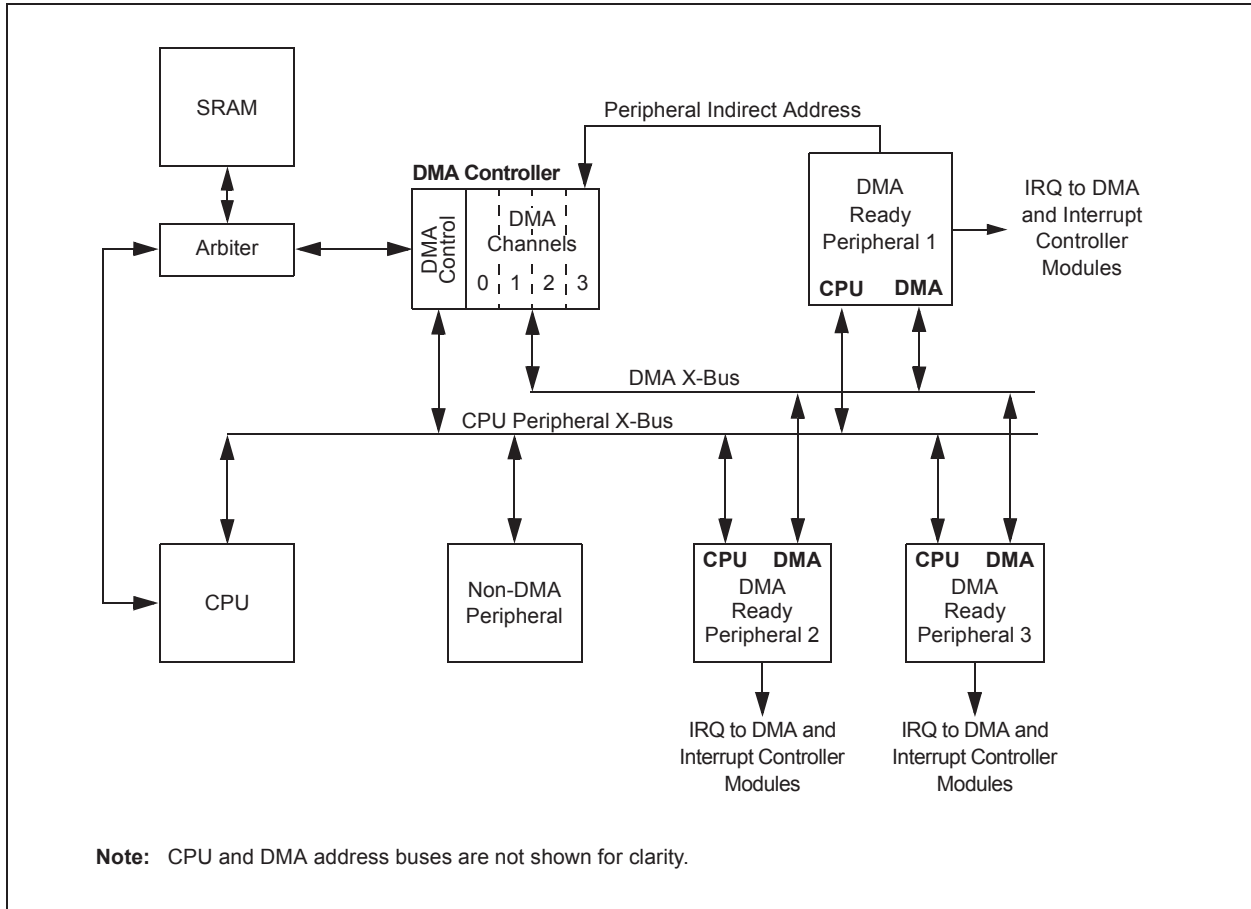 SRAM
Peripheral Indirect Address
DMA Controller
DMA
Control
DMA
Channels
0 1 2 3
DMA
Ready
Peripheral 1
CPU DMA
IRQ to DMA
and Interrupt
Controller
Modules
Arbiter
DMA X-Bus
CPU Peripheral X-Bus
CPU
Non-DMA
Peripheral
CPU DMA
DMA
Ready
Peripheral 2
CPU DMA
DMA
Ready
Peripheral 3
IRQ to DMA and
Interrupt Controller
Modules
IRQ to DMA and
Interrupt Controller
Modules
Note: CPU and DMA address buses are not shown for clarity.